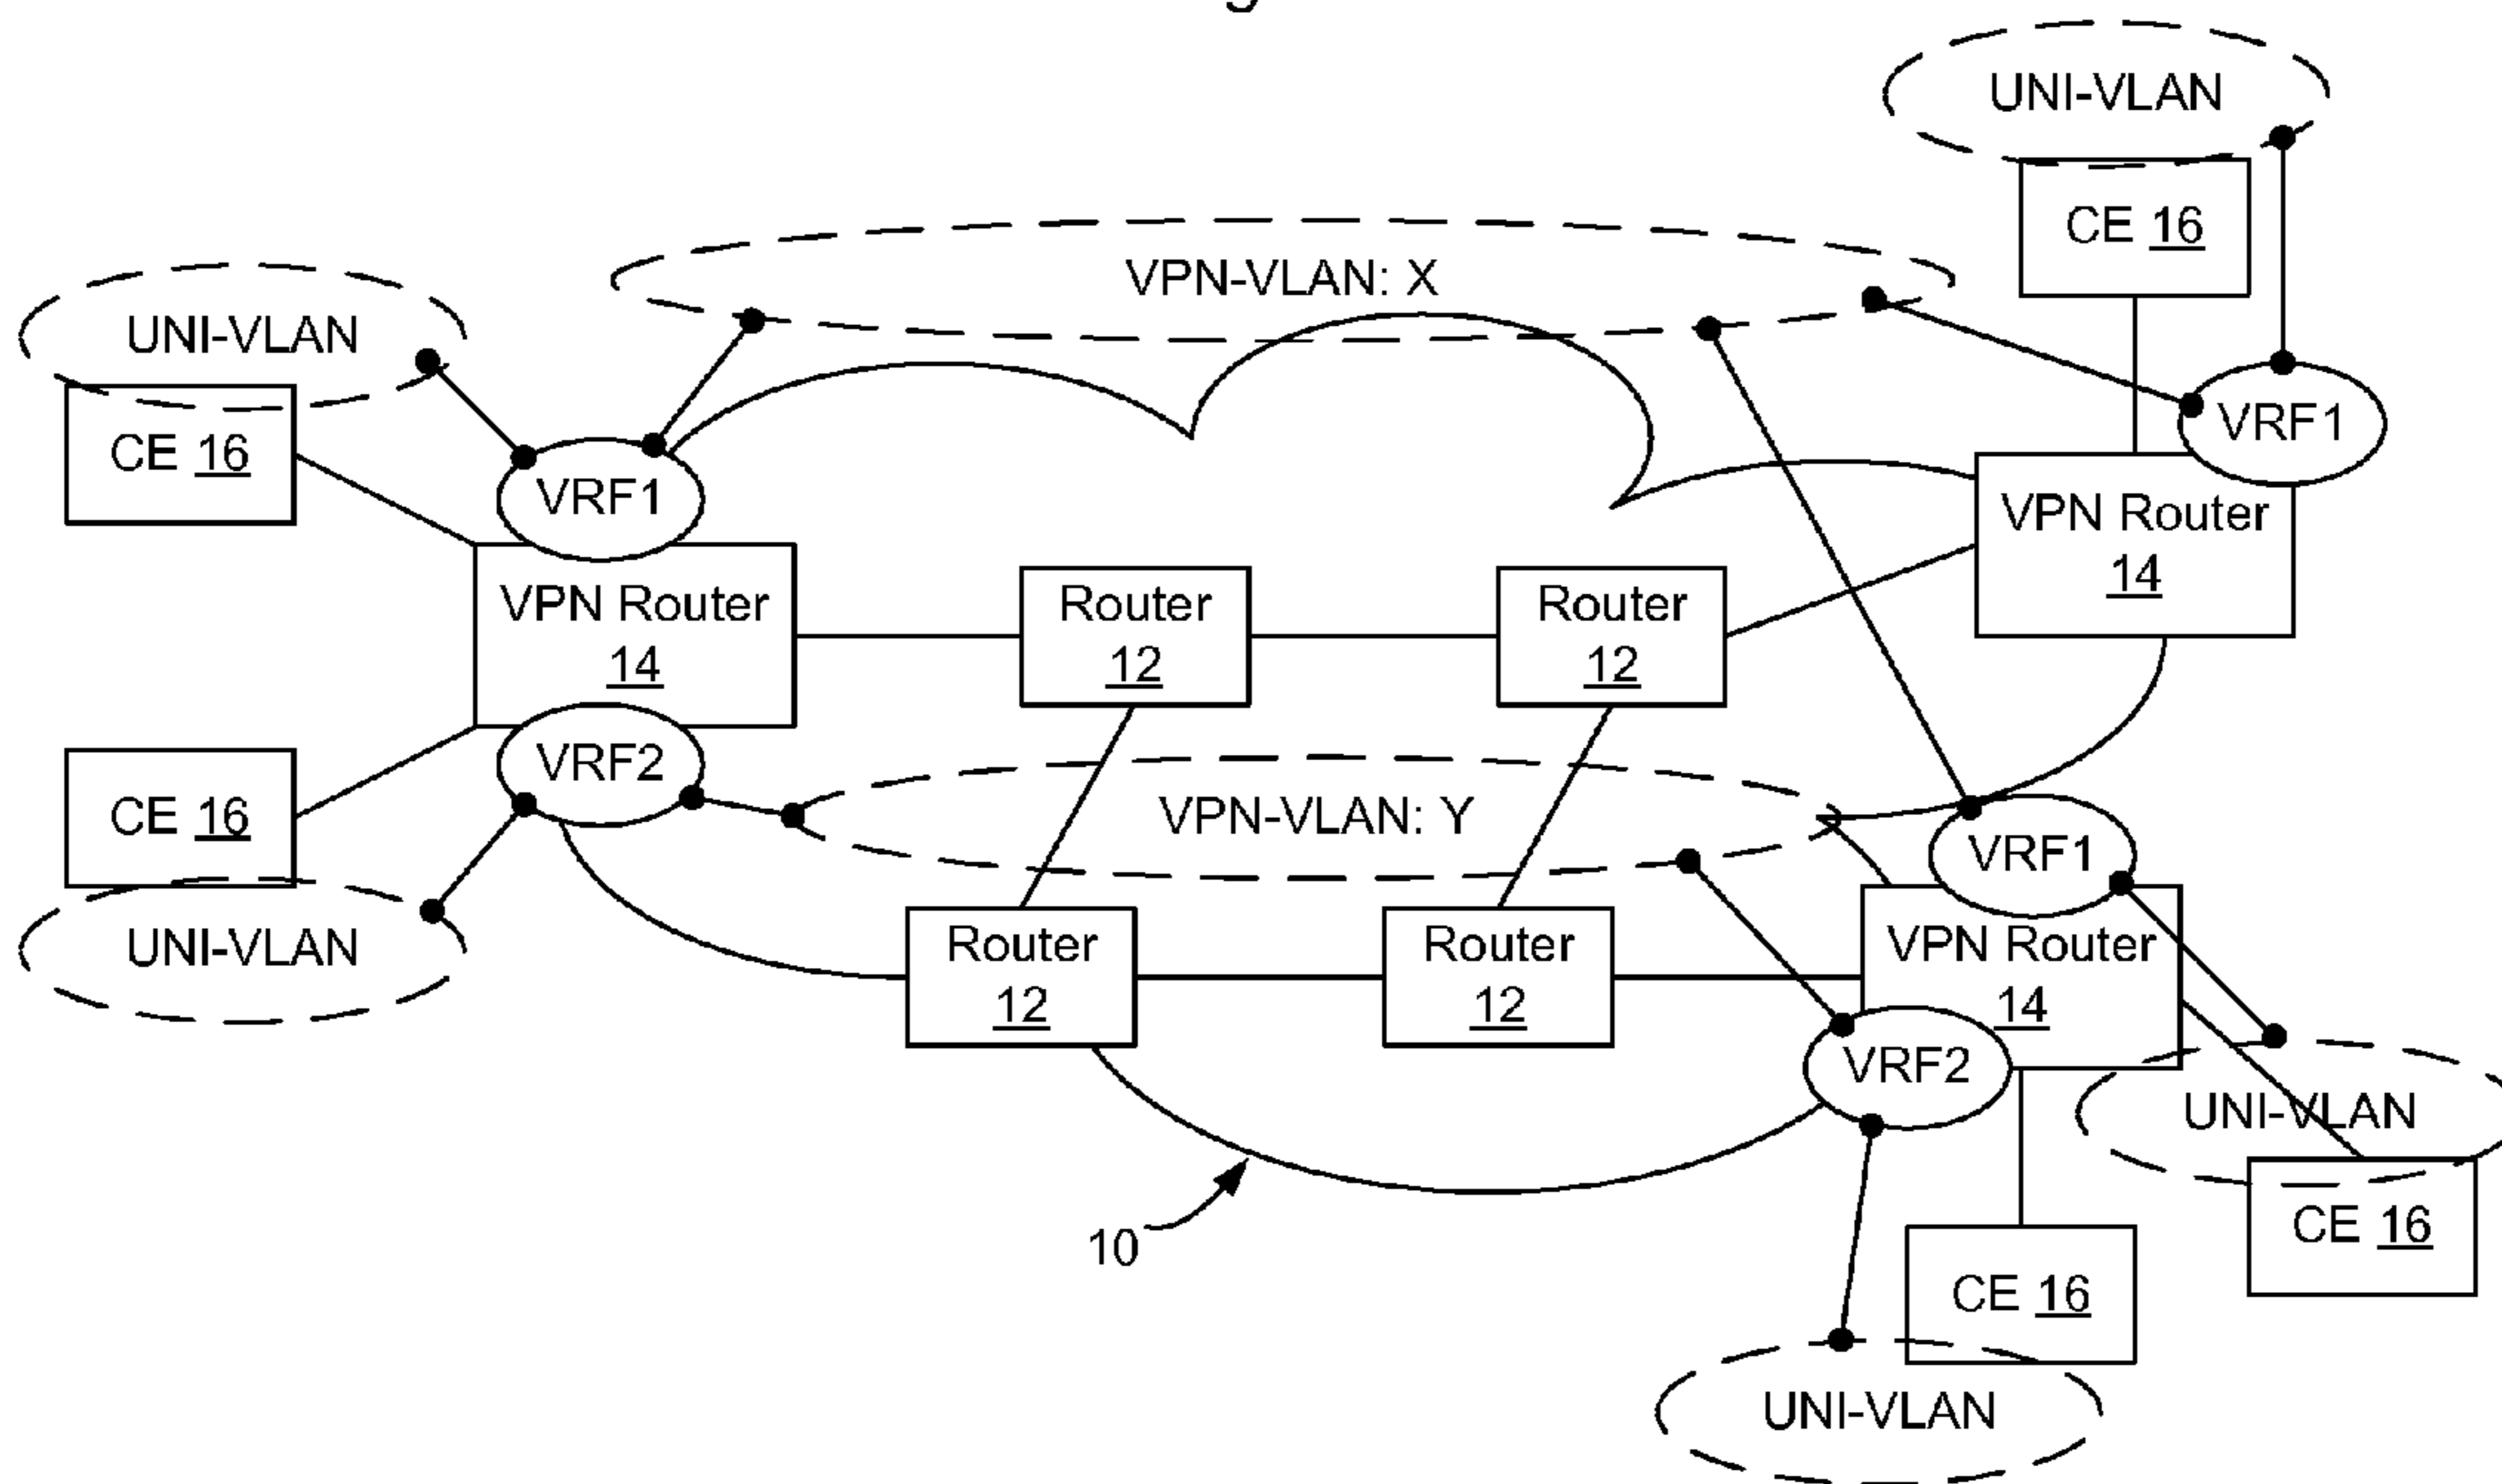 UNI-VLAN
CE 16
VPN-VLAN: X
UNI-VLAN
CE 16
VRF1
VRF1
VPN Router
14
VPN Router
14
Router
12
Router
12
VRF2
CE 16
UNI-VLAN
VPN-VLAN: Y
VRF1
Router
12
Router
12
VPN Router
14
VRF2
UNI-VLAN
CE 16
10
CE 16
UNI-VLAN